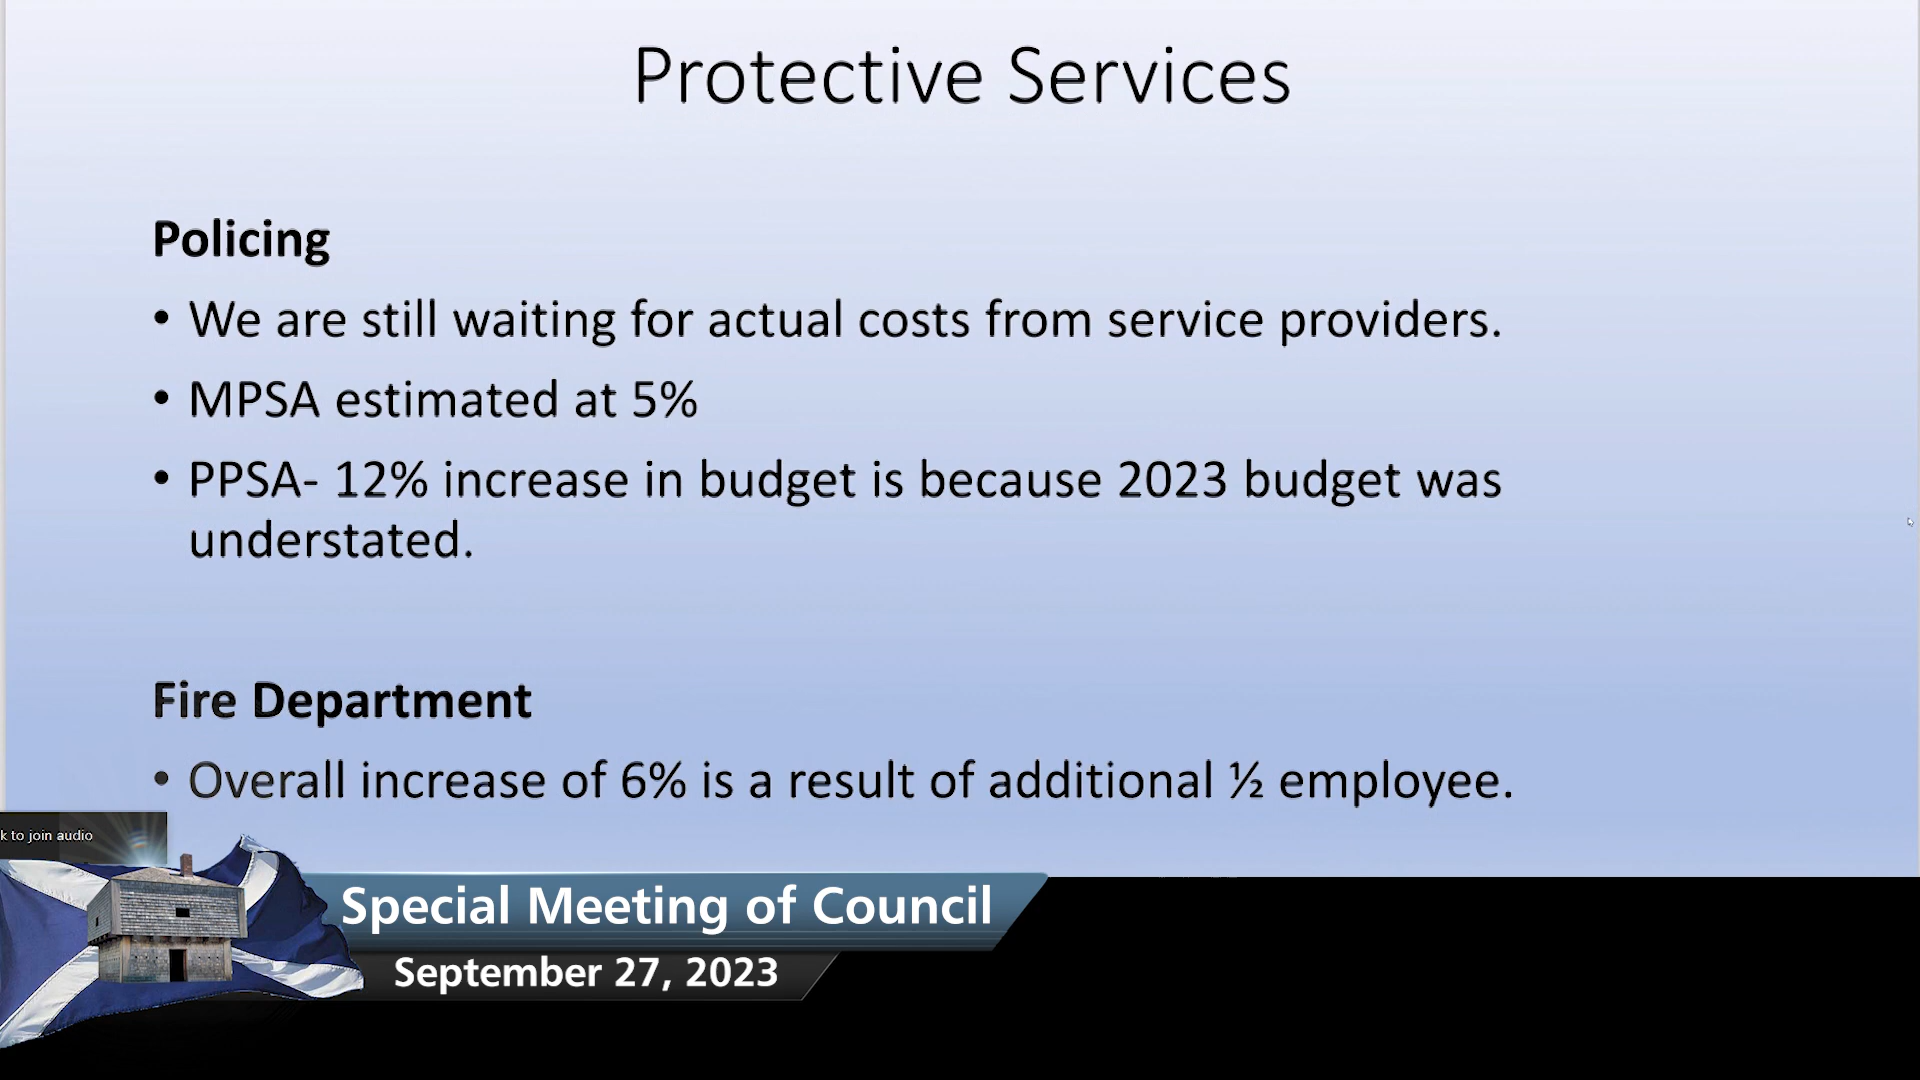 Protective Services
Policing
• We are still waiting for actual costs from service providers.
• MPSA estimated at 5%
• PPSA- 12% increase in budget is because 2023 budget was
understated.
Fire Department
• Overall increase of 6% is a result of additional ½ employee.
k to join audio
Special Meeting of Council
September 27, 2023